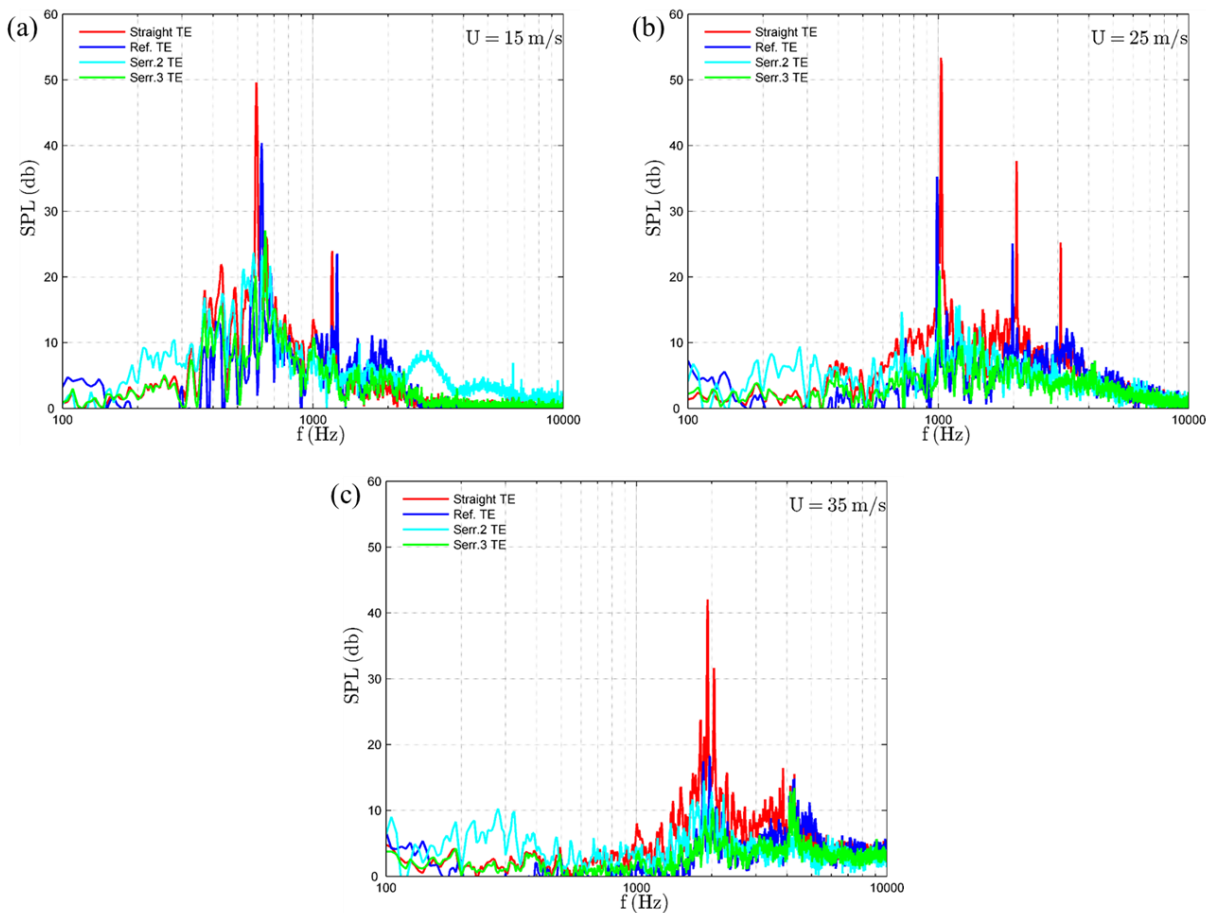 (a)
60
50
40
30
20
10
0
SPL (db)
Straight TE
Ref. TE
Serr.2 TE
Serr.3 TE
U = 15 m/s
100
1000
10000
f (Hz)
(b)
60
50
40
30
20
10
0
SPL (db)
Straight TE
Ref. TE
Serr.2 TE
Serr.3 TE
U = 25 m/s
100
1000
10000
f (Hz)
(c)
60
50
40
30
20
10
0
SPL (db)
Straight TE
Ref. TE
Serr.2 TE
Serr.3 TE
U = 35 m/s
100
1000
10000
f (Hz)